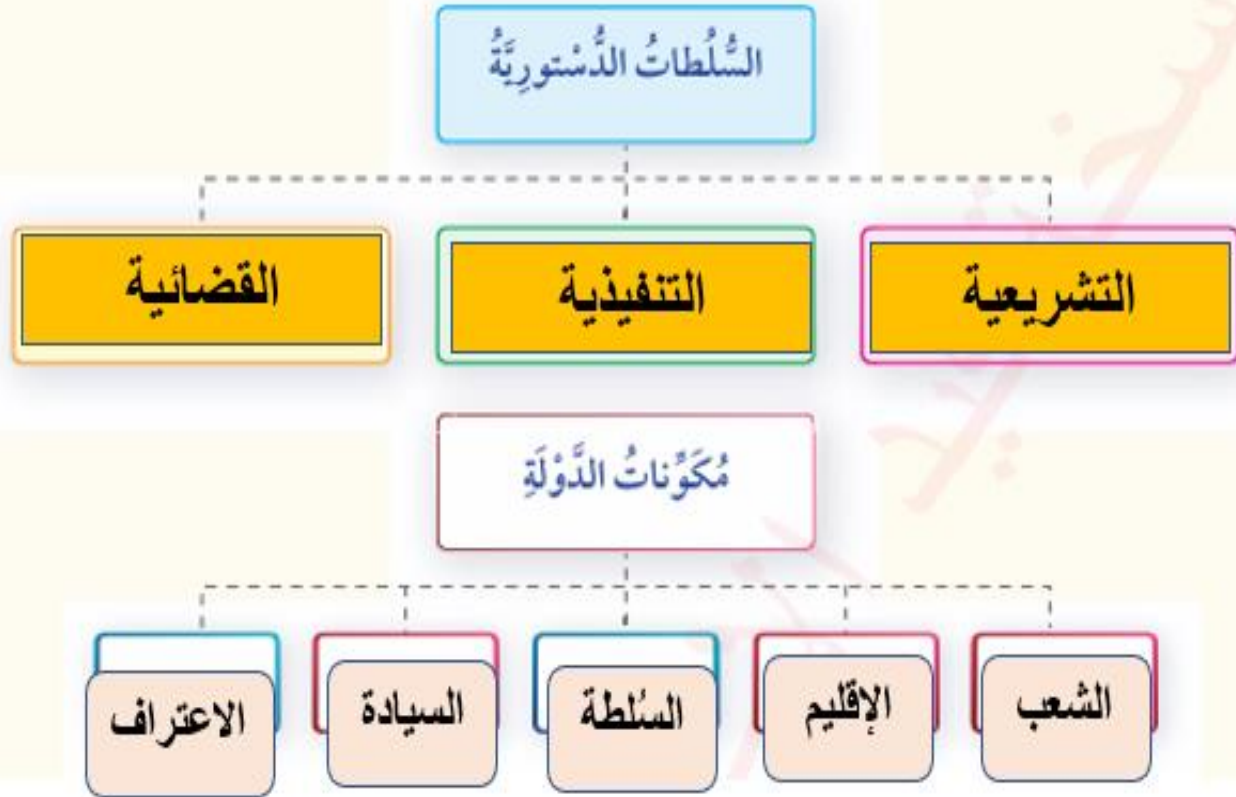 السُّلُطاتُ الدُّسْتورِيَّةُ
التشريعية
التنفيذية
القضائية
مُكَوِّناتُ الدَّوْلَةِ
الشعب
الإقليم
السُلطة
السيادة
الاعتراف